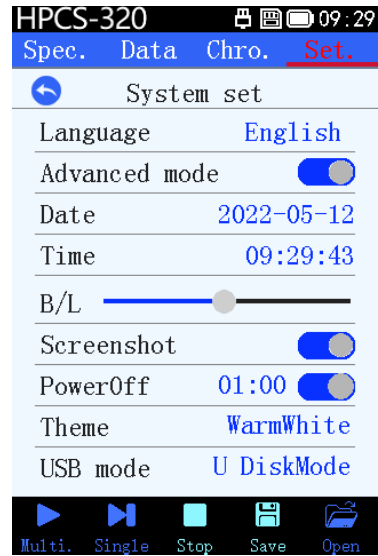 HPCS-320 09:29
Spec. Data Chro. Set.
System set
Language English
Advanced mode
Date 2022-05-12
Time 09:29:43
B/L
Screenshot
PowerOff 01:00
Theme WarmWhite
USB mode U DiskMode
Multi. Single Stop Save Open